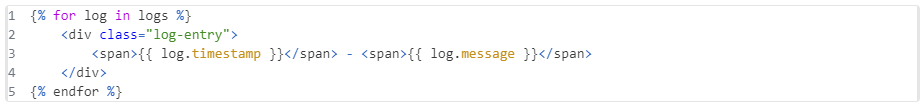 1 {% for log in logs %}
2     <div class="log-entry">
3         <span>{{ log.timestamp }}</span> - <span>{{ log.message }}</span>
4     </div>
5 {% endfor %}